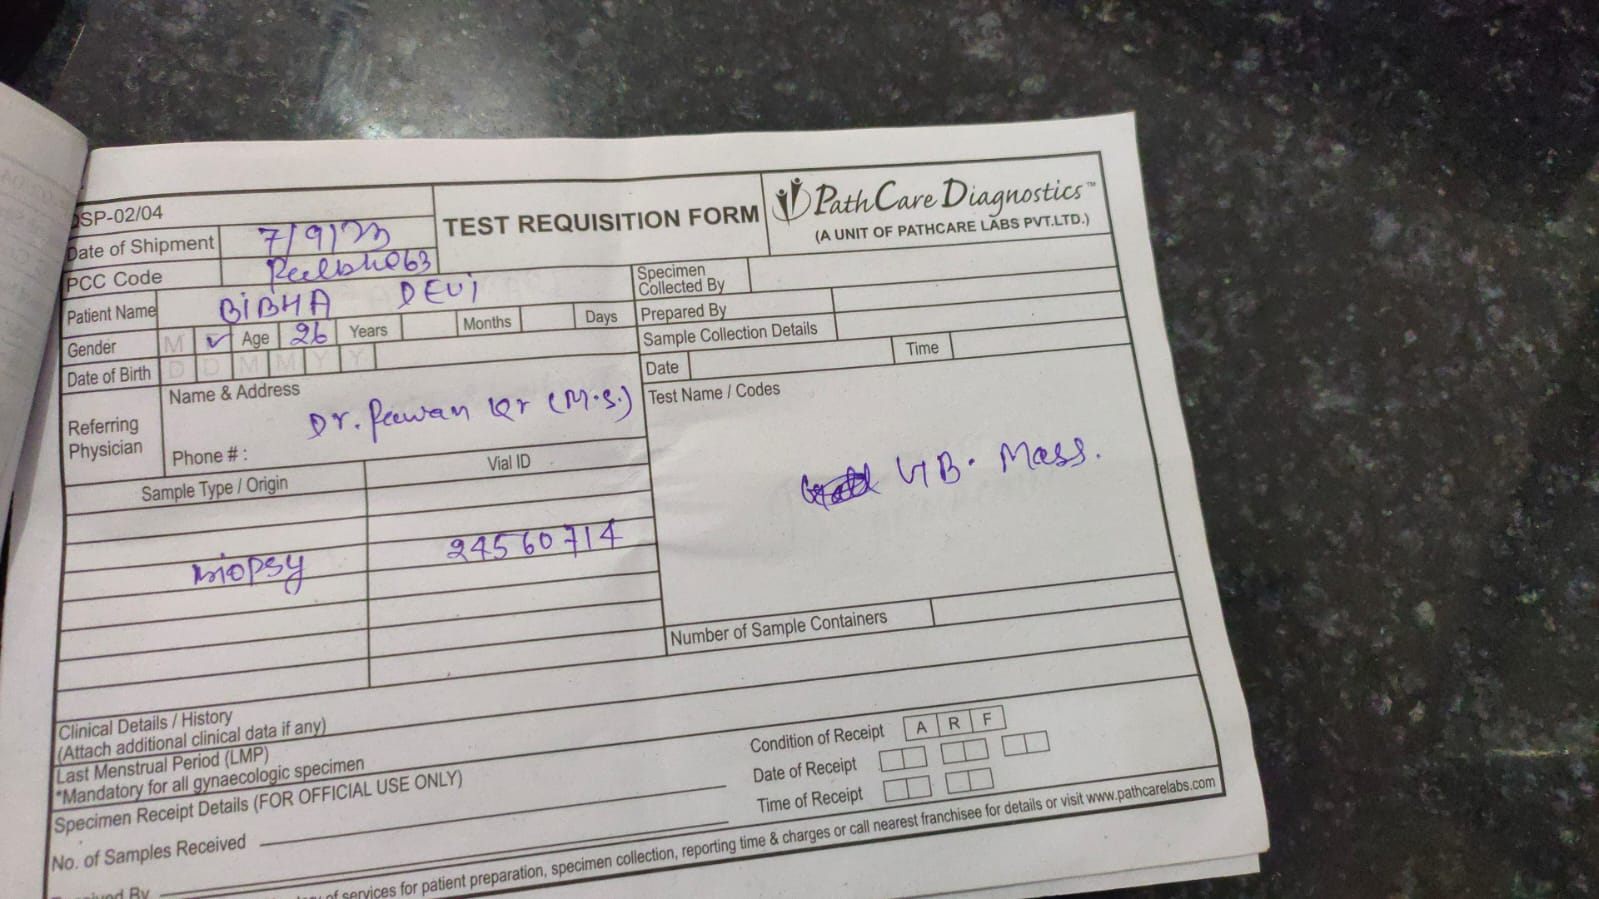 DSP-02/04
TEST REQUISITION FORM
PathCare Diagnostics™
(A UNIT OF PATHCARE LABS PVT.LTD.)
Date of Shipment 7/9/23
PCC Code
Patient Name BIBHA DEVI
Gender M ✓ Age 26 Years Months Days
Date of Birth D D M M Y Y
Referring Physician
Name & Address
Dr. Pawan Kr (M.S.)
Phone # :
Specimen Collected By
Prepared By
Sample Collection Details
Date Time
Test Name / Codes
HB. Mass.
Sample Type / Origin Vial ID
Biopsy 24560714
Number of Sample Containers
Clinical Details / History
(Attach additional clinical data if any)
Last Menstrual Period (LMP)
*Mandatory for all gynaecologic specimen
Specimen Receipt Details (FOR OFFICIAL USE ONLY)
No. of Samples Received
Condition of Receipt A R F
Date of Receipt
Time of Receipt
By
of services for patient preparation, specimen collection, reporting time & charges or call nearest franchisee for details or visit www.pathcarelabs.com